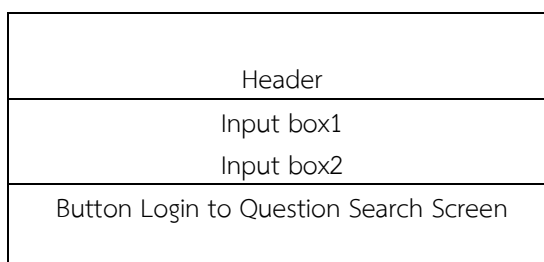 Header
Input box1
Input box2
Button Login to Question Search Screen